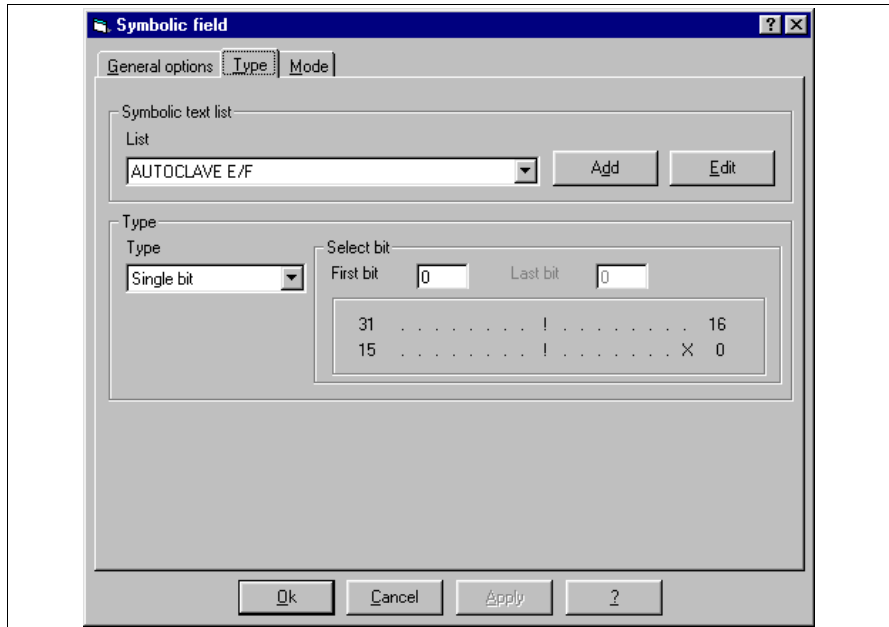 Symbolic field
General options Type Mode
Symbolic text list
List
AUTOCLAVE E/F Add Edit
Type
Type
Single bit
Select bit
First bit 0 Last bit 0
31 . . . . . . . . ! . . . . . . . . 16
15 . . . . . . . . ! . . . . . . . X 0
Ok Cancel Apply ?